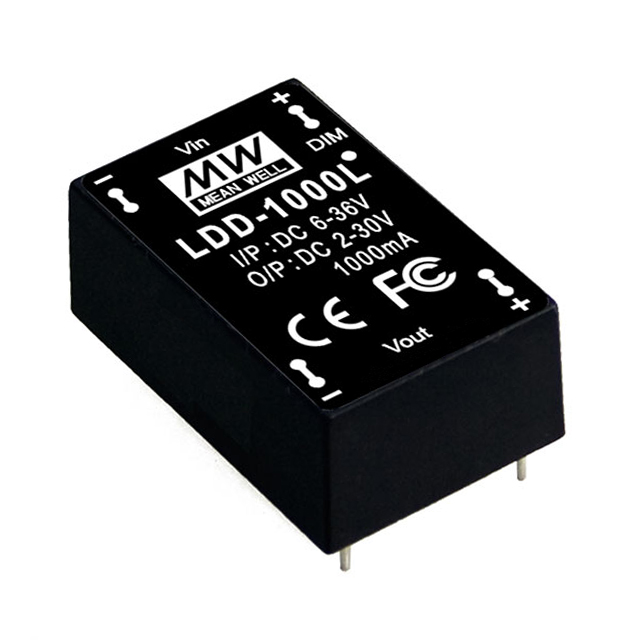 +
Vin
DIM
−
MW
MEAN WELL
LDD-1000L
I/P : DC 6-36V
O/P : DC 2-30V
1000mA
CE FC
+
Vout
−